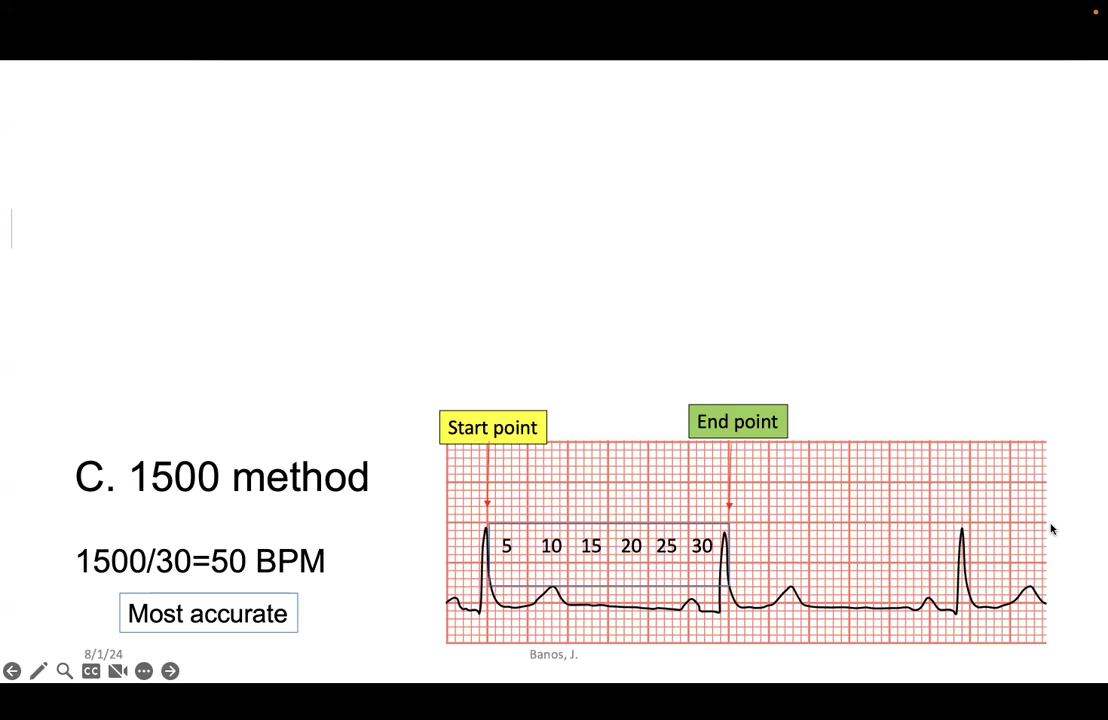 Start point
End point
C. 1500 method
5 10 15 20 25 30
1500/30=50 BPM
Most accurate
8/1/24
Banos, J.
CC